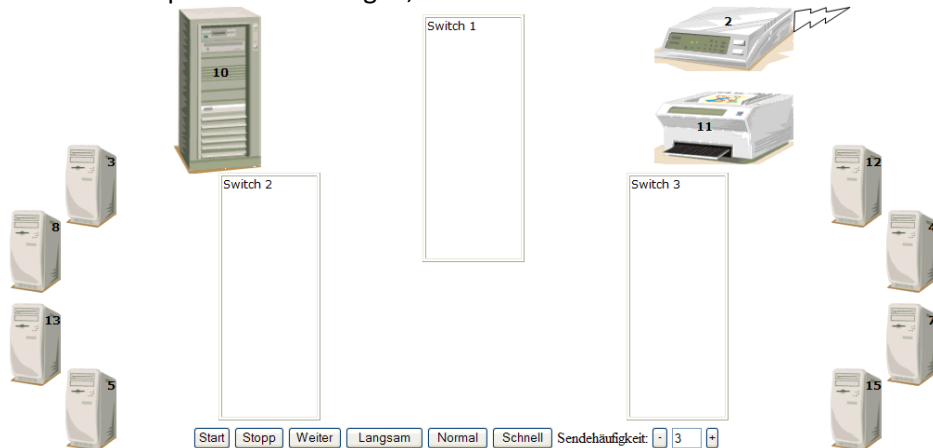 Switch 1
2
10
11
3
12
Switch 2
Switch 3
8
4
13
7
5
15
Start Stopp Weiter Langsam Normal Schnell Sendehäufigkeit: - 3 +